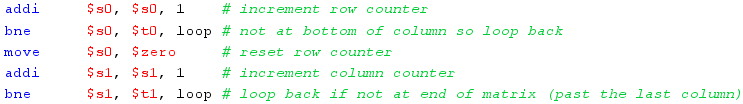 addi $s0, $s0, 1 # increment row counter
bne $s0, $t0, loop # not at bottom of column so loop back
move $s0, $zero # reset row counter
addi $s1, $s1, 1 # increment column counter
bne $s1, $t1, loop # loop back if not at end of matrix (past the last column)